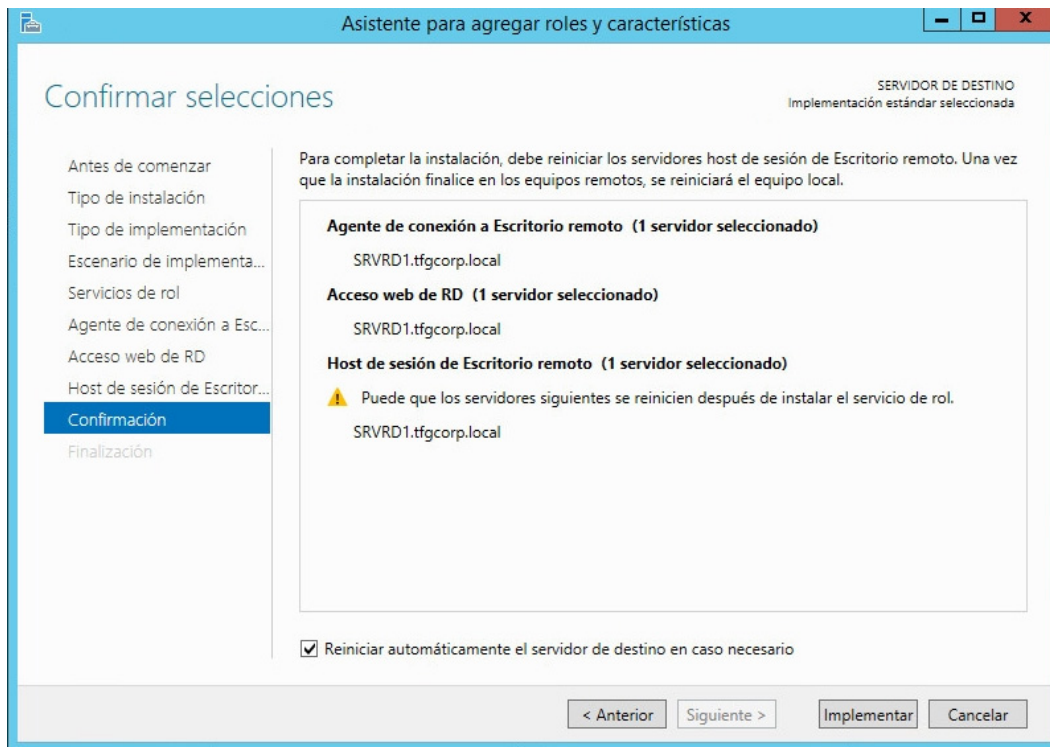 Asistente para agregar roles y características
Confirmar selecciones
SERVIDOR DE DESTINO
Implementación estándar seleccionada
Antes de comenzar
Tipo de instalación
Tipo de implementación
Escenario de implementa...
Servicios de rol
Agente de conexión a Esc...
Acceso web de RD
Host de sesión de Escritor...
Confirmación
Finalización
Para completar la instalación, debe reiniciar los servidores host de sesión de Escritorio remoto. Una vez
que la instalación finalice en los equipos remotos, se reiniciará el equipo local.
Agente de conexión a Escritorio remoto (1 servidor seleccionado)
SRVRD1.tfgcorp.local
Acceso web de RD (1 servidor seleccionado)
SRVRD1.tfgcorp.local
Host de sesión de Escritorio remoto (1 servidor seleccionado)
Puede que los servidores siguientes se reinicien después de instalar el servicio de rol.
SRVRD1.tfgcorp.local
Reiniciar automáticamente el servidor de destino en caso necesario
< Anterior
Siguiente >
Implementar
Cancelar